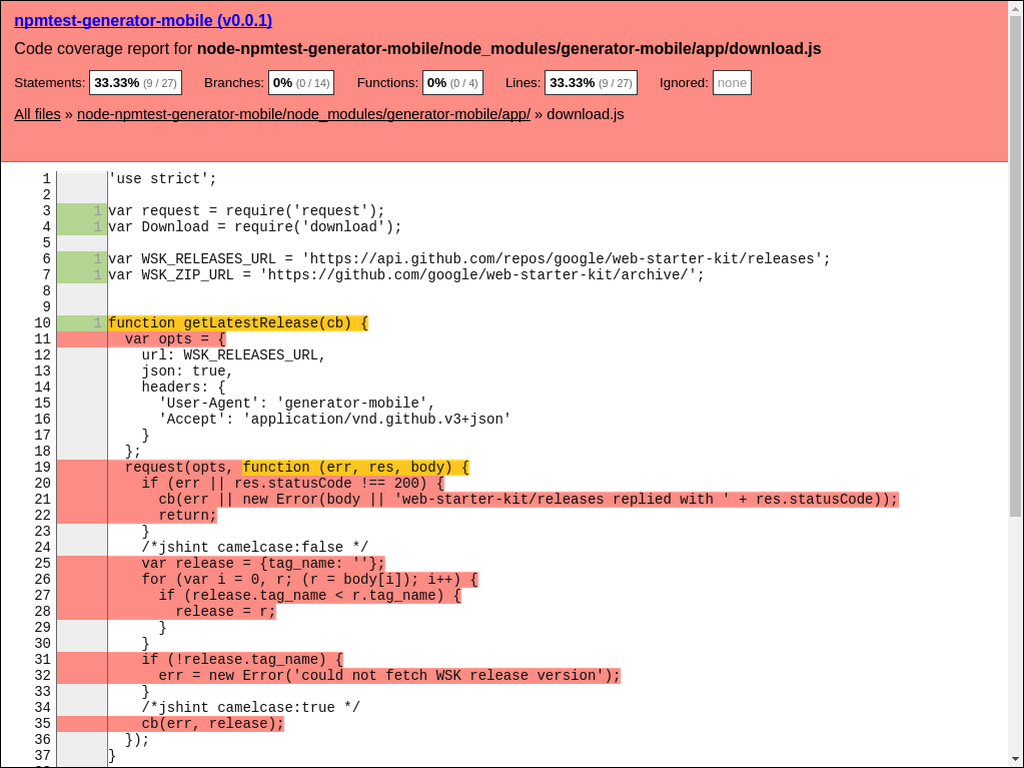 npmtest-generator-mobile (v0.0.1)
Code coverage report for node-npmtest-generator-mobile/node_modules/generator-mobile/app/download.js
Statements: 33.33% (9 / 27) Branches: 0% (0 / 14) Functions: 0% (0 / 4) Lines: 33.33% (9 / 27) Ignored: none
All files » node-npmtest-generator-mobile/node_modules/generator-mobile/app/ » download.js
1 'use strict';
2
3 1 var request = require('request');
4 1 var Download = require('download');
5
6 1 var WSK_RELEASES_URL = 'https://api.github.com/repos/google/web-starter-kit/releases';
7 1 var WSK_ZIP_URL = 'https://github.com/google/web-starter-kit/archive/';
8
9
10 1 function getLatestRelease(cb) {
11 var opts = {
12 url: WSK_RELEASES_URL,
13 json: true,
14 headers: {
15 'User-Agent': 'generator-mobile',
16 'Accept': 'application/vnd.github.v3+json'
17 }
18 };
19 request(opts, function (err, res, body) {
20 if (err || res.statusCode !== 200) {
21 cb(err || new Error(body || 'web-starter-kit/releases replied with ' + res.statusCode));
22 return;
23 }
24 /*jshint camelcase:false */
25 var release = {tag_name: ''};
26 for (var i = 0, r; (r = body[i]); i++) {
27 if (release.tag_name < r.tag_name) {
28 release = r;
29 }
30 }
31 if (!release.tag_name) {
32 err = new Error('could not fetch WSK release version');
33 }
34 /*jshint camelcase:true */
35 cb(err, release);
36 });
37 }